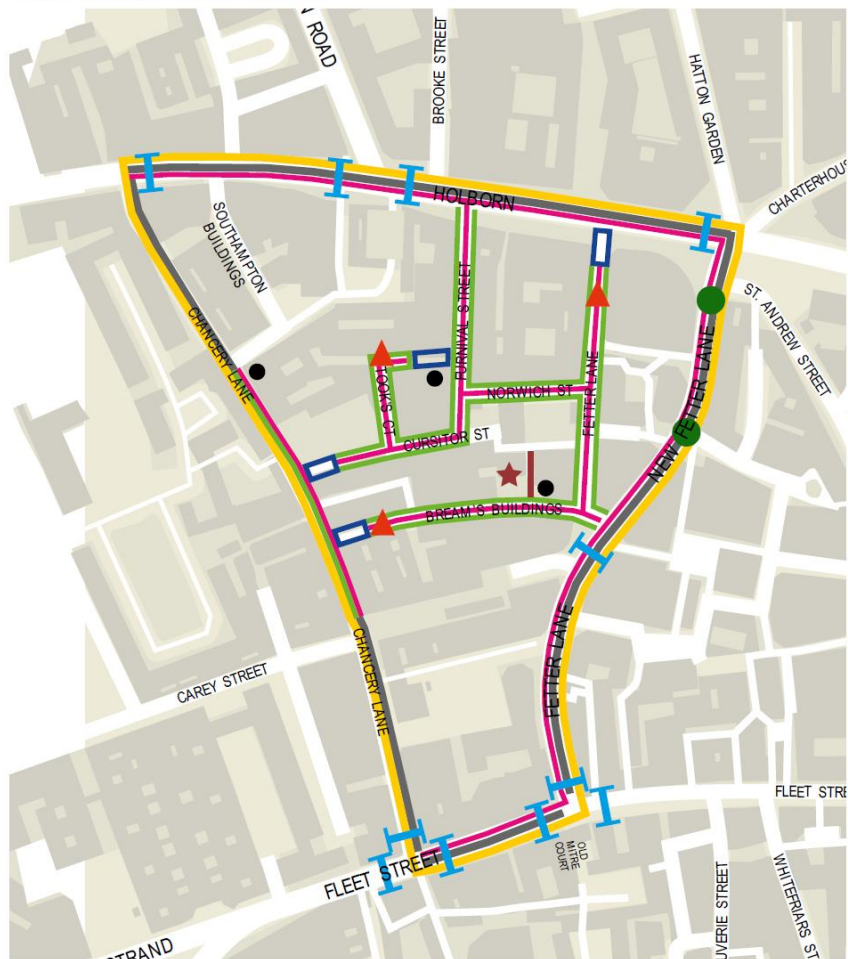 N ROAD
BROOKE STREET
HATTON GARDEN
CHARTERHOUS
HOLBORN
SOUTHAMPTON
BUILDINGS
ST. ANDREW STREET
CHANCERY LANE
FURNIVAL STREET
FETTER LANE
NEW FETTER LANE
TOOK'S CT
NORWICH ST
CURSITOR ST
BREAM'S BUILDINGS
CHANCERY LANE
FETTER LANE
CAREY STREET
FLEET STRE
OLD
MITRE
COURT
FLEET STREET
WHITEFRIARS ST
UVERIE STREET
STRAND